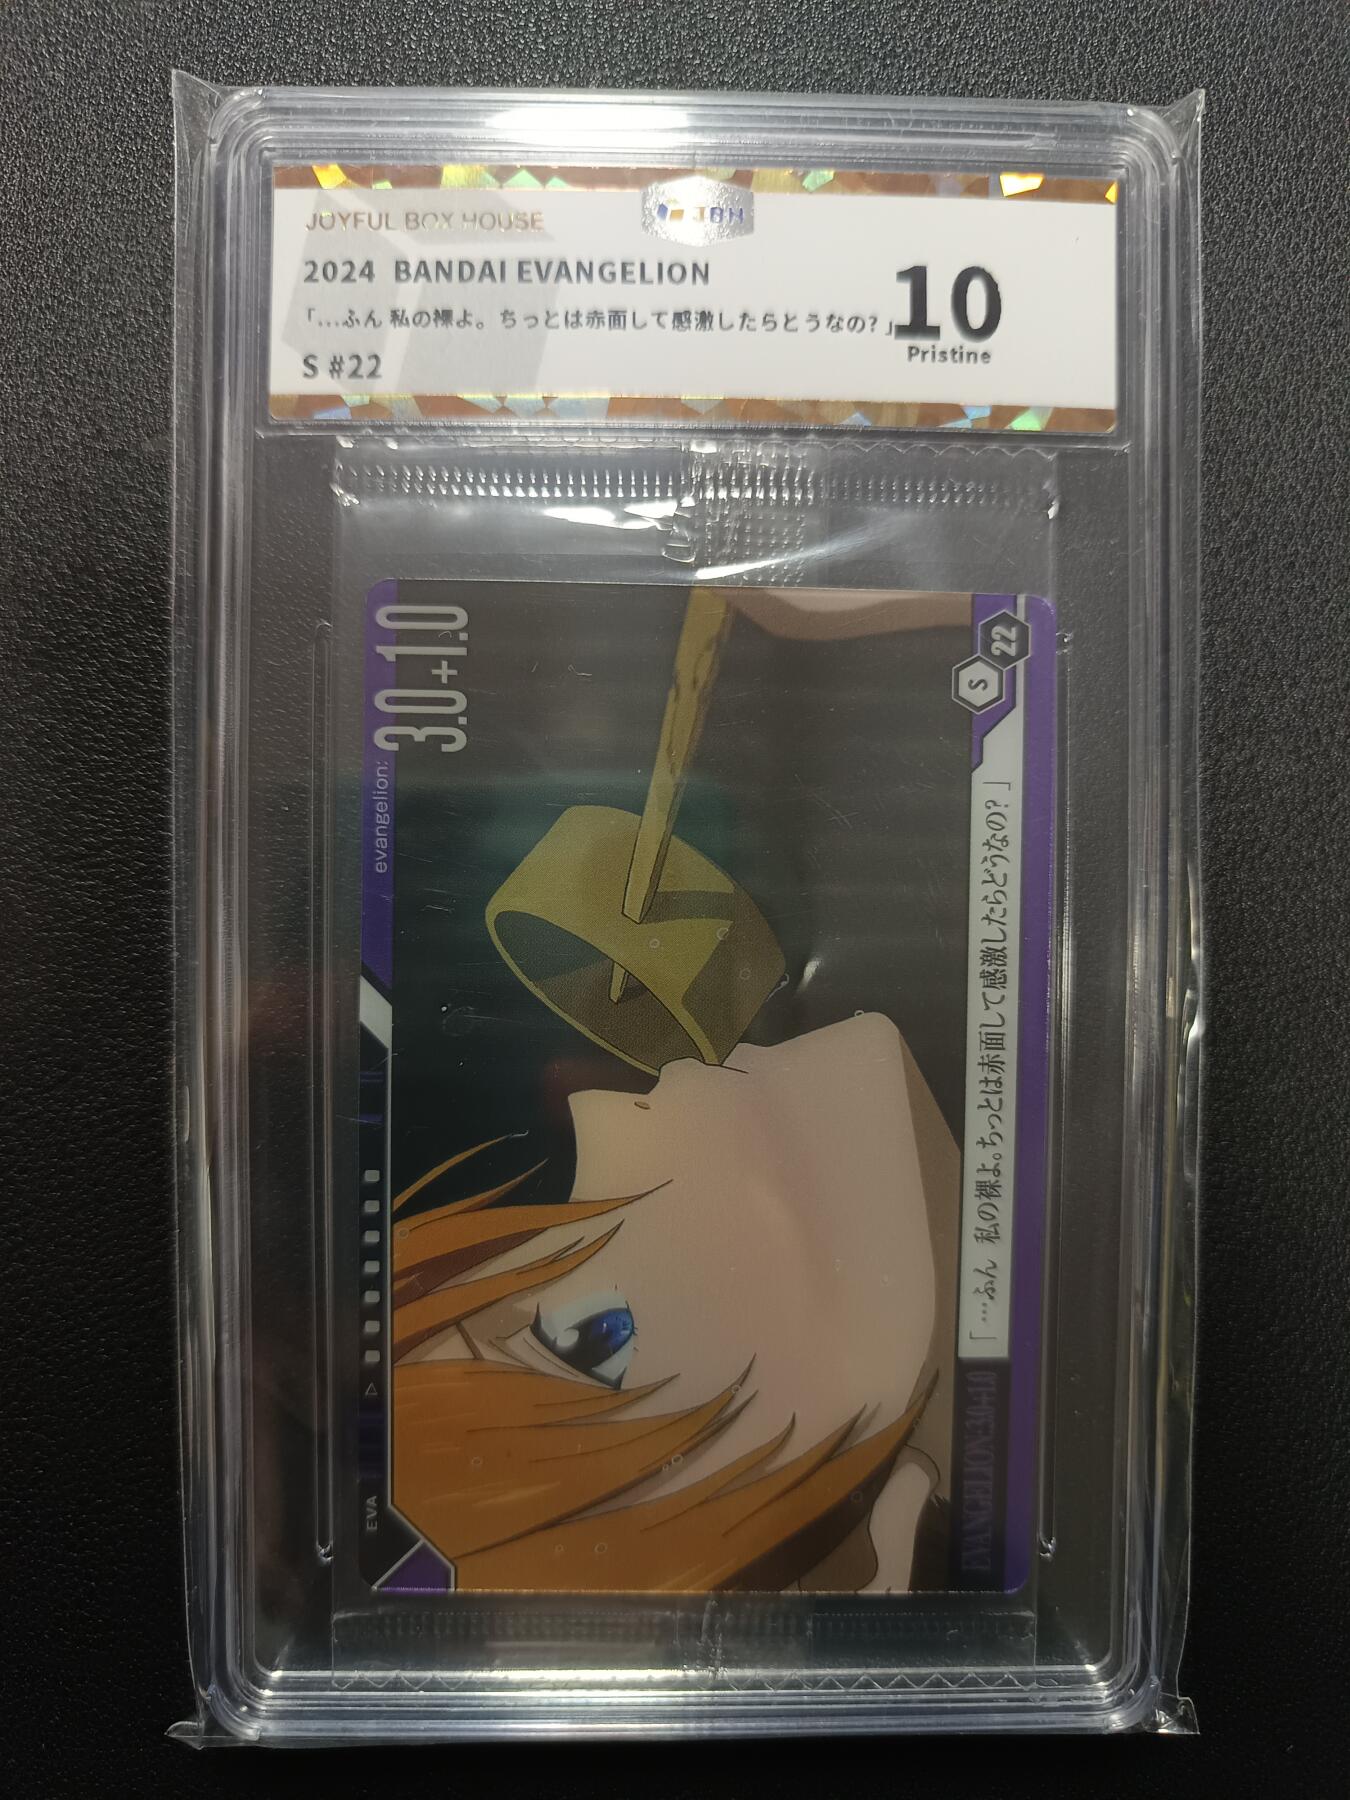 JOYFUL BOX HOUSE
JBH
2024 BANDAI EVANGELION
「…ふん 私の裸よ。ちっとは赤面して感激したらとうなの?」
S #22
10
Pristine
evangelion:
3.0+1.0
S
22
「…ふん 私の裸よ。ちっとは赤面して感激したらどうなの?」
EVANGELION:3.0+1.0
EVA